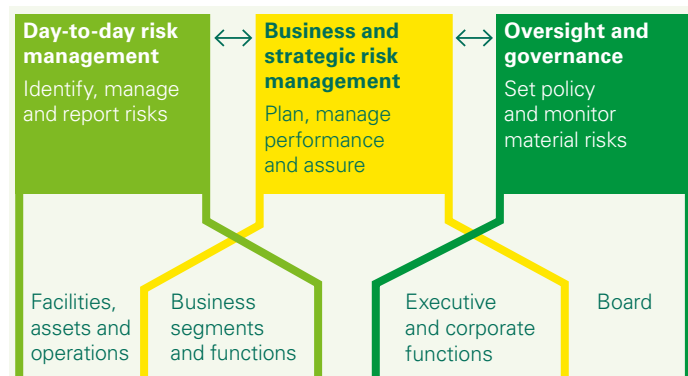 Day-to-day risk
management
Identify, manage
and report risks
Business and
strategic risk
management
Plan, manage
performance
and assure
Oversight and
governance
Set policy
and monitor
material risks
Facilities,
assets and
operations
Business
segments
and functions
Executive
and corporate
functions
Board